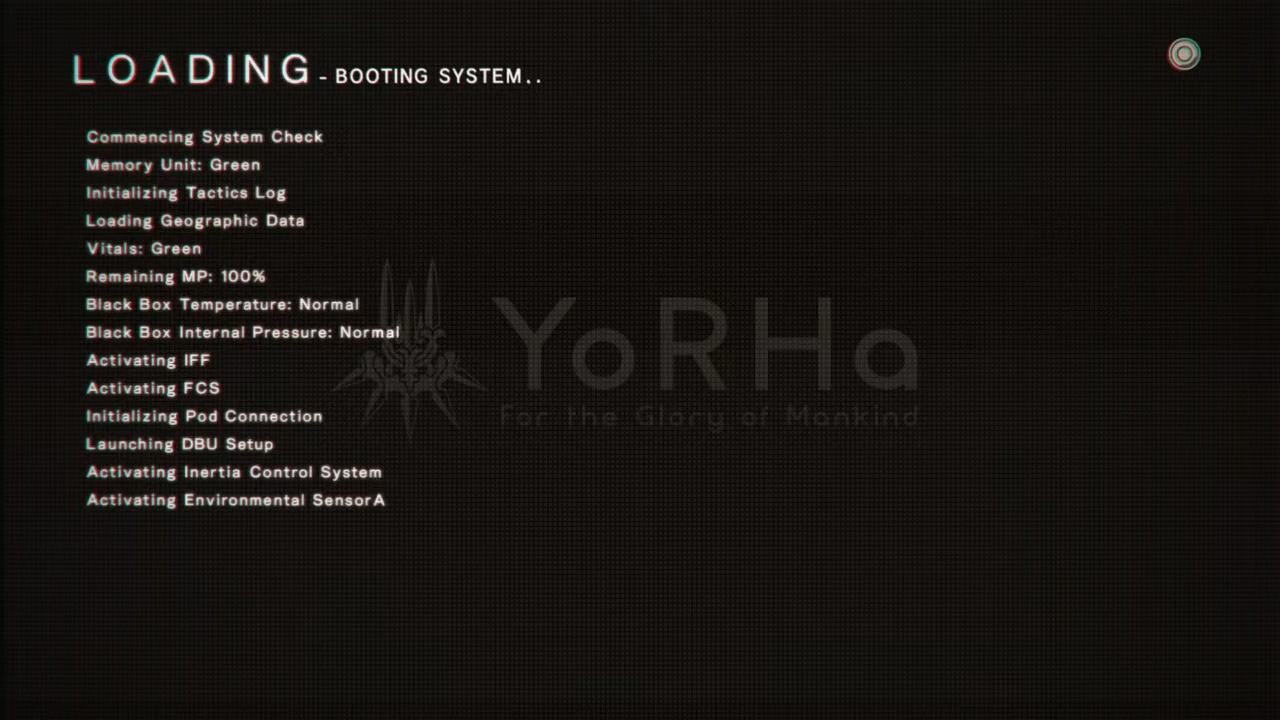 LOADING - BOOTING SYSTEM..
Commencing System Check
Memory Unit: Green
Initializing Tactics Log
Loading Geographic Data
Vitals: Green
Remaining MP: 100%
Black Box Temperature: Normal
Black Box Internal Pressure: Normal
Activating IFF
Activating FCS
Initializing Pod Connection
Launching DBU Setup
Activating Inertia Control System
Activating Environmental SensorA
YoRHa
For the Glory of Mankind